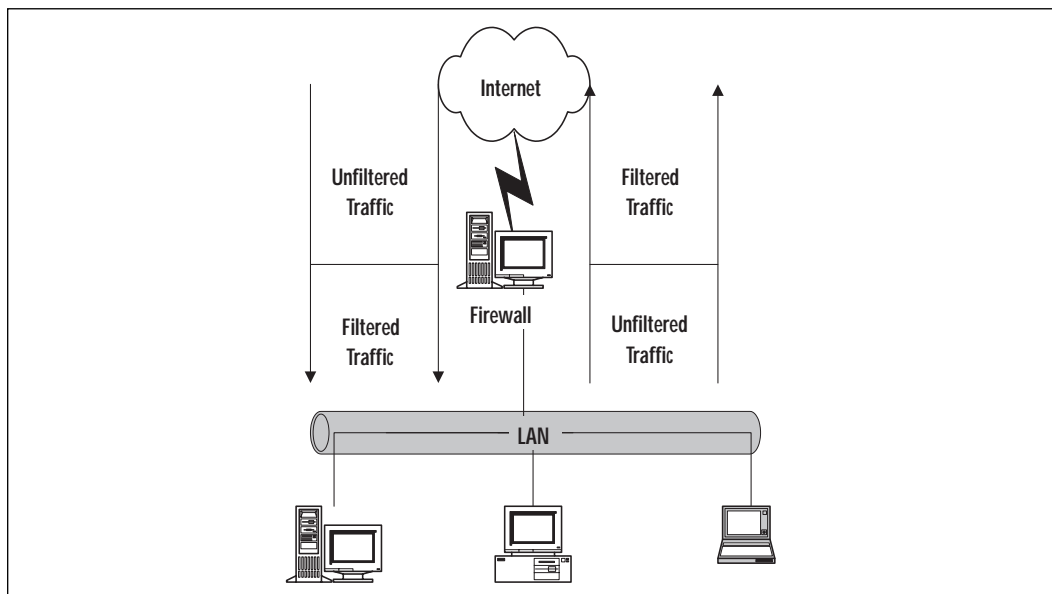 Internet
Unfiltered
Traffic
Filtered
Traffic
Firewall
Filtered
Traffic
Unfiltered
Traffic
LAN